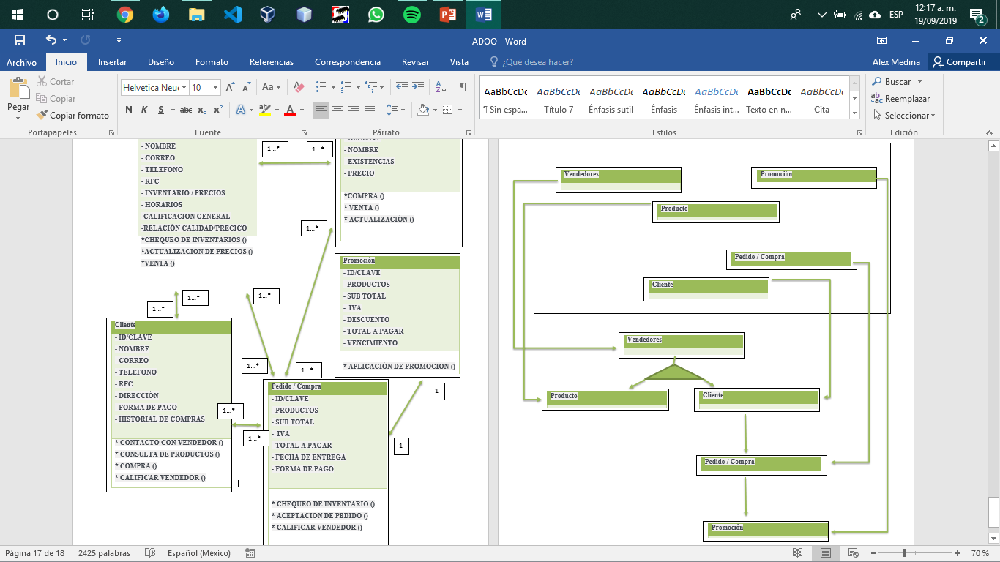 ESP
12:17 a. m.
19/09/2019
2
ADOO - Word
Archivo
Inicio
Insertar
Diseño
Formato
Referencias
Correspondencia
Revisar
Vista
¿Qué desea hacer?
Alex Medina
Compartir
Pegar
Cortar
Copiar
Copiar formato
Portapapeles
10
N K S abc x₂ x²
Aa
Fuente
Párrafo
AaBbCcDc
¶ Sin espa...
AaBbCcDc
Título 7
AaBbCcDc
Énfasis sutil
AaBbCcDc
Énfasis
AaBbCcDc
Énfasis int...
AaBbCcDc
Texto en n...
AaBbCcDc
Cita
Estilos
Buscar
Reemplazar
Seleccionar
Edición
- NOMBRE
- CORREO
- TELEFONO
- RFC
- INVENTARIO / PRECIOS
- HORARIOS
-CALIFICACIÓN GENERAL
-RELACIÓN CALIDAD/PRECICO
*CHEQUEO DE INVENTARIOS ()
*ACTUALIZACION DE PRECIOS ()
*VENTA ()
1...*
1...*
- ID/CLAVE
- NOMBRE
- EXISTENCIAS
- PRECIO
*COMPRA ()
* VENTA ()
* ACTUALIZACIÓN ()
1...*
Promoción
- ID/CLAVE
- PRODUCTOS
- SUB TOTAL
- IVA
- DESCUENTO
- TOTAL A PAGAR
- VENCIMIENTO
* APLICACIÓN DE PROMOCIÓN ()
1...*
1...*
1...*
Cliente
- ID/CLAVE
- NOMBRE
- CORREO
- TELEFONO
- RFC
- DIRECCIÓN
- FORMA DE PAGO
- HISTORIAL DE COMPRAS
* CONTACTO CON VENDEDOR ()
* CONSULTA DE PRODUCTOS ()
* COMPRA ()
* CALIFICAR VENDEDOR ()
1...*
1...*
1...*
1...*
1
1
Pedido / Compra
- ID/CLAVE
- PRODUCTOS
- SUB TOTAL
- IVA
- TOTAL A PAGAR
- FECHA DE ENTREGA
- FORMA DE PAGO
* CHEQUEO DE INVENTARIO ()
* ACEPTACIÓN DE PEDIDO ()
* CALIFICAR VENDEDOR ()
Vendedores
Promoción
Producto
Pedido / Compra
Cliente
Vendedores
Producto
Cliente
Pedido / Compra
Promoción
Página 17 de 18
2425 palabras
Español (México)
70 %